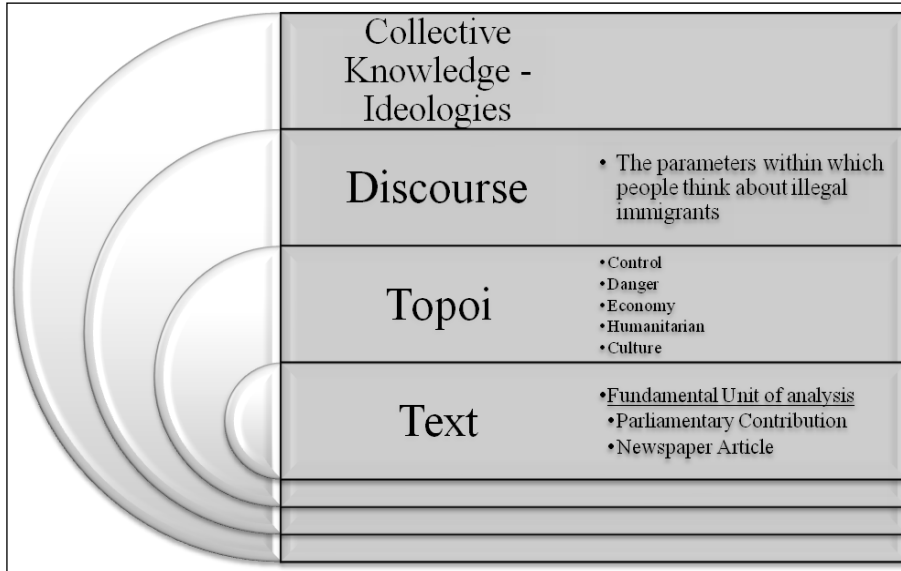 Collective
Knowledge -
Ideologies
Discourse
• The parameters within which
people think about illegal
immigrants
Topoi
•Control
•Danger
•Economy
•Humanitarian
•Culture
Text
•Fundamental Unit of analysis
•Parliamentary Contribution
•Newspaper Article